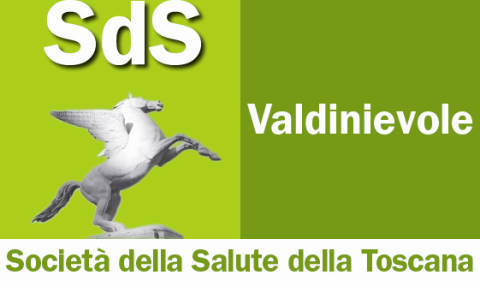 SdS
Valdinievole
Società della Salute della Toscana